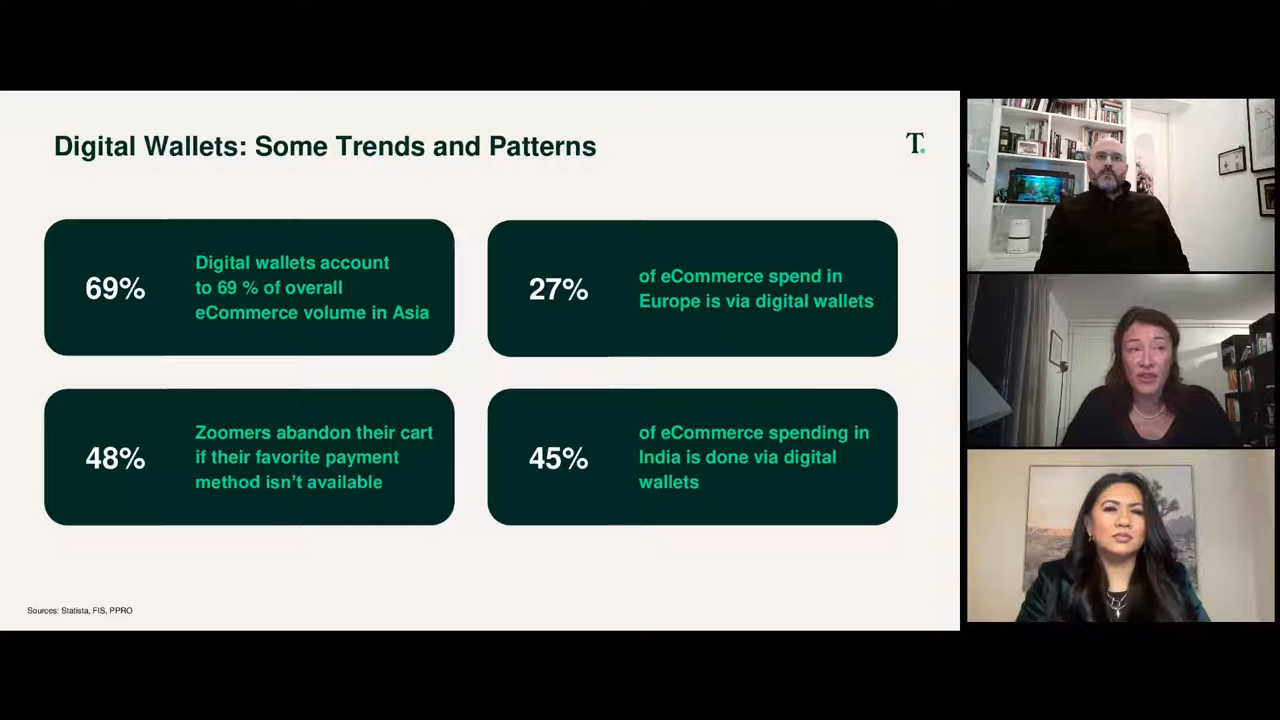 Digital Wallets: Some Trends and Patterns
T.
69%
Digital wallets account
to 69 % of overall
eCommerce volume in Asia
27%
of eCommerce spend in
Europe is via digital wallets
48%
Zoomers abandon their cart
if their favorite payment
method isn't available
45%
of eCommerce spending in
India is done via digital
wallets
Sources: Statista, FIS, PPRO